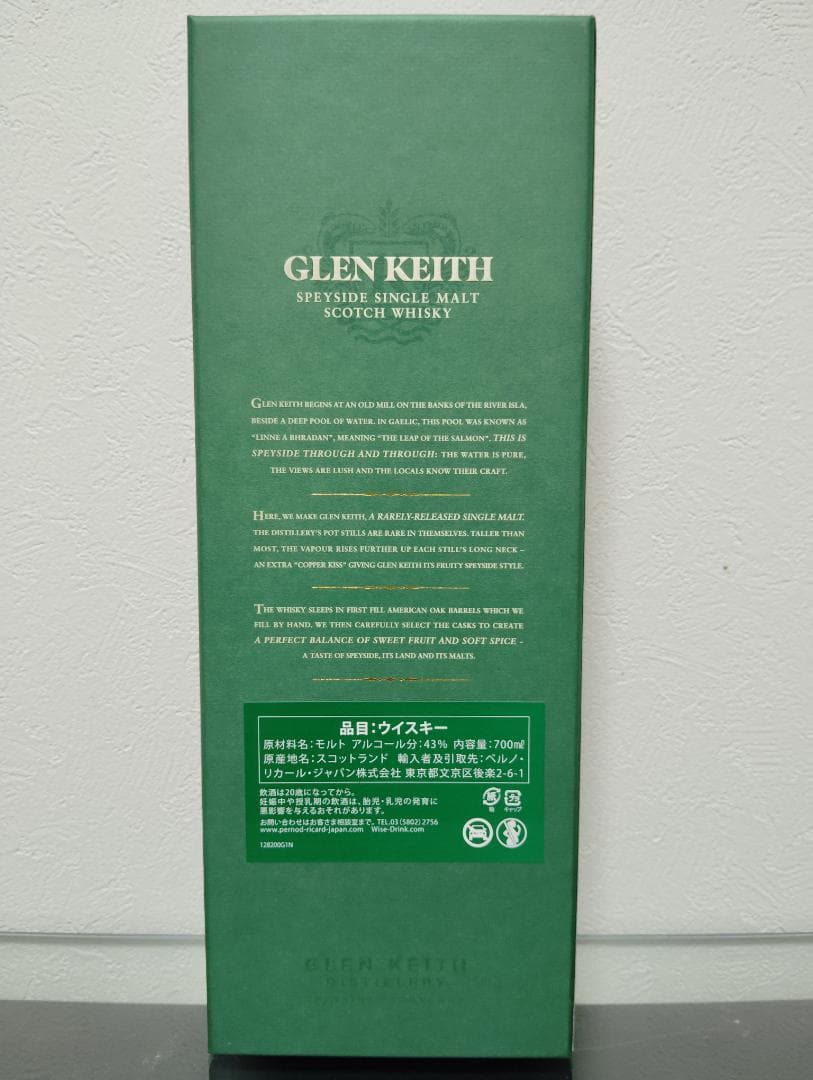 GLEN KEITH
SPEYSIDE SINGLE MALT
SCOTCH WHISKY
GLEN KEITH BEGINS AT AN OLD MILL ON THE BANKS OF THE RIVER ISLA,
BESIDE A DEEP POOL OF WATER. IN GAELIC, THIS POOL WAS KNOWN AS
“LINNE A BHRADAN”, MEANING “THE LEAP OF THE SALMON”. THIS IS
SPEYSIDE THROUGH AND THROUGH: THE WATER IS PURE,
THE VIEWS ARE LUSH AND THE LOCALS KNOW THEIR CRAFT.
HERE, WE MAKE GLEN KEITH, A RARELY-RELEASED SINGLE MALT.
THE DISTILLERY'S POT STILLS ARE RARE IN THEMSELVES. TALLER THAN
MOST, THE VAPOUR RISES FURTHER UP EACH STILL'S LONG NECK –
AN EXTRA “COPPER KISS” GIVING GLEN KEITH ITS FRUITY SPEYSIDE STYLE.
THE WHISKY SLEEPS IN FIRST FILL AMERICAN OAK BARRELS WHICH WE
FILL BY HAND. WE THEN CAREFULLY SELECT THE CASKS TO CREATE
A PERFECT BALANCE OF SWEET FRUIT AND SOFT SPICE –
A TASTE OF SPEYSIDE, ITS LAND AND ITS MALTS.
品目:ウイスキー
原材料名:モルト アルコール分:43% 内容量:700mℓ
原産地名:スコットランド 輸入者及引取先:ペルノ・
リカール・ジャパン株式会社 東京都文京区後楽2-6-1
飲酒は20歳になってから。
妊娠中や授乳期の飲酒は、胎児・乳児の発育に
悪影響を与えるおそれがあります。
お問い合わせはお客さま相談室まで。TEL.03(5802)2756
www.pernod-ricard-japan.com Wise-Drink.com
128200G1N
紙
箱
プラ
キャップ
GLEN KEITH
DISTILLERY